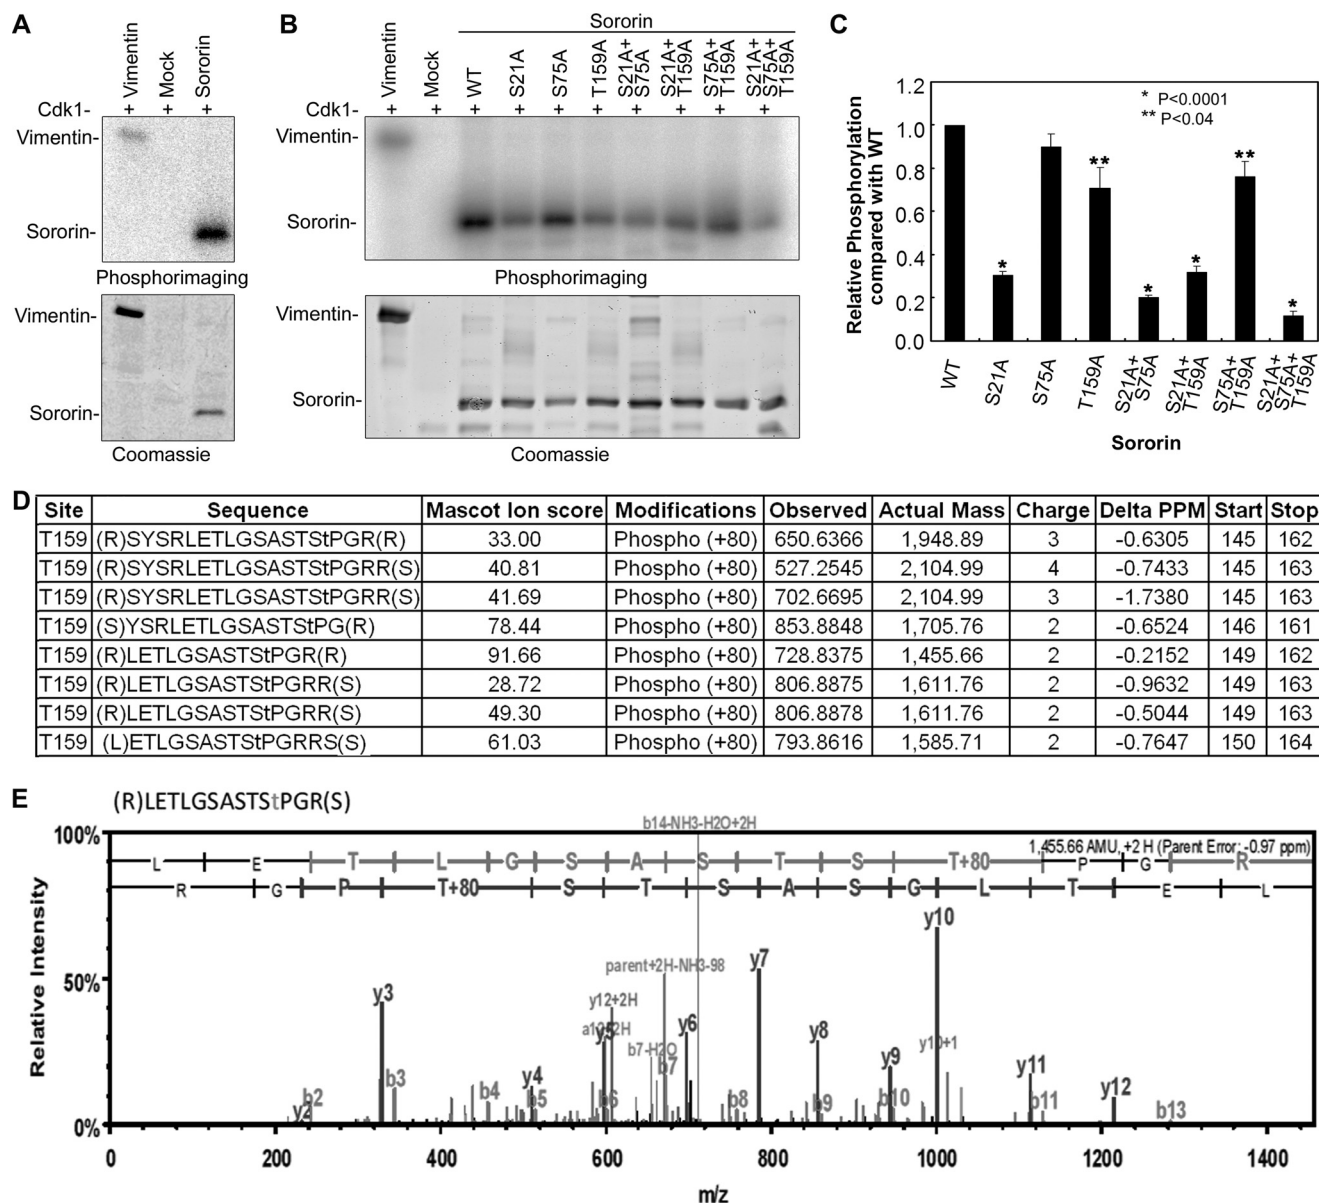 A
Vimentin
Mock
Sororin
Cdk1- + + +
Vimentin-
Sororin-
Phosphorimaging
Vimentin-
Sororin-
Coomassie
B
Sororin
Vimentin
Mock
WT
S21A
S75A
T159A
S21A+
S75A
S21A+
T159A
S75A+
T159A
S21A+
S75A+
T159A
Cdk1- + + + + + + + + + +
Vimentin-
Sororin-
Phosphorimaging
Vimentin-
Sororin-
Coomassie
C
Relative Phosphorylation
compared with WT
1.2
1.0
0.8
0.6
0.4
0.2
0.0
* P<0.0001
** P<0.04
*
**
*
*
**
*
WT
S21A
S75A
T159A
S21A+
S75A
S21A+
T159A
S75A+
T159A
S21A+
S75A+
T159A
Sororin
D
Site Sequence Mascot Ion score Modifications Observed Actual Mass Charge Delta PPM Start Stop
T159 (R)SYSRLETLGSASTStPGR(R) 33.00 Phospho (+80) 650.6366 1,948.89 3 -0.6305 145 162
T159 (R)SYSRLETLGSASTStPGRR(S) 40.81 Phospho (+80) 527.2545 2,104.99 4 -0.7433 145 163
T159 (R)SYSRLETLGSASTStPGRR(S) 41.69 Phospho (+80) 702.6695 2,104.99 3 -1.7380 145 163
T159 (S)YSRLETLGSASTStPG(R) 78.44 Phospho (+80) 853.8848 1,705.76 2 -0.6524 146 161
T159 (R)LETLGSASTStPGR(R) 91.66 Phospho (+80) 728.8375 1,455.66 2 -0.2152 149 162
T159 (R)LETLGSASTStPGRR(S) 28.72 Phospho (+80) 806.8875 1,611.76 2 -0.9632 149 163
T159 (R)LETLGSASTStPGRR(S) 49.30 Phospho (+80) 806.8878 1,611.76 2 -0.5044 149 163
T159 (L)ETLGSASTStPGRRS(S) 61.03 Phospho (+80) 793.8616 1,585.71 2 -0.7647 150 164
E
(R)LETLGSASTStPGR(S)
b14-NH3-H2O+2H
1,455.66 AMU, +2 H (Parent Error: -0.97 ppm)
L E T L G S A S T S T+80 P G R
R G P T+80 S T S A S G L T E L
Relative Intensity
100%
50%
0%
y10
parent+2H-NH3-98
y7
y3
y12+2H
y5
y6
b7-H2O
b7
y8
y10+1
y9
y4
y11
y12
y2
b2
b3
b4
b5
b6
b8
b9
b10
b11
b13
0 200 400 600 800 1000 1200 1400
m/z